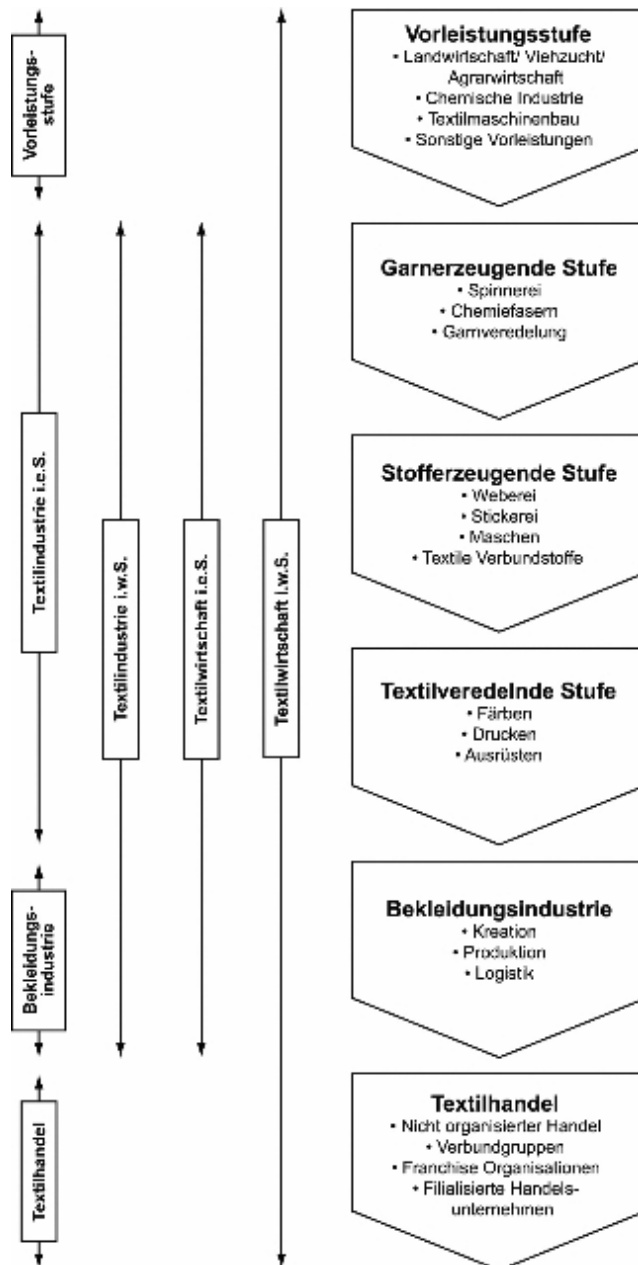 Vorleistungs-
stufe
Textilindustrie i.e.S.
Bekleidungs-
industrie
Textilhandel
Textilindustrie i.w.S.
Textilwirtschaft i.e.S.
Textilwirtschaft i.w.S.
Vorleistungsstufe
• Landwirtschaft/ Viehzucht/
Agrarwirtschaft
• Chemische Industrie
• Textilmaschinenbau
• Sonstige Vorleistungen
Garnerzeugende Stufe
• Spinnerei
• Chemiefasern
• Garnveredelung
Stofferzeugende Stufe
• Weberei
• Stickerei
• Maschen
• Textile Verbundstoffe
Textilveredelnde Stufe
• Färben
• Drucken
• Ausrüsten
Bekleidungsindustrie
• Kreation
• Produktion
• Logistik
Textilhandel
• Nicht organisierter Handel
• Verbundgruppen
• Franchise Organisationen
• Filialisierte Handels-
unternehmen